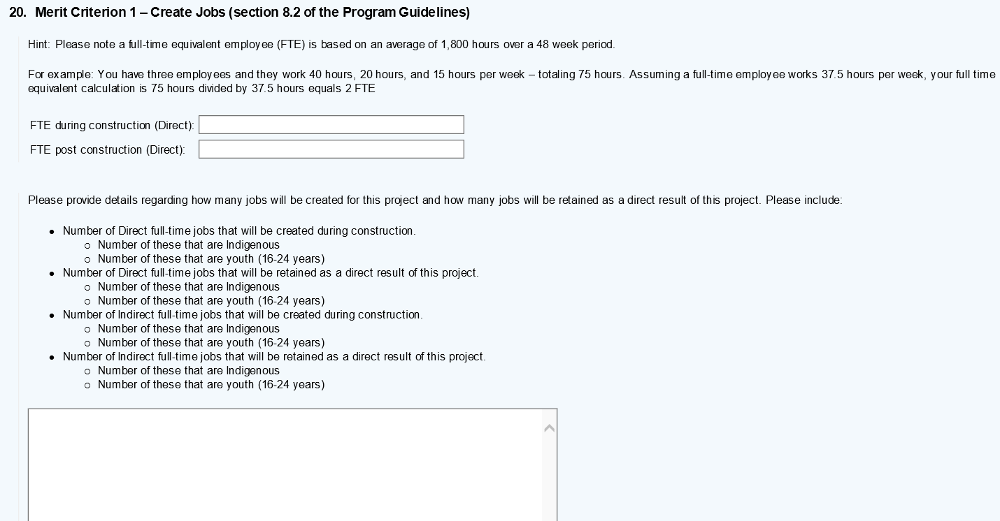 20. Merit Criterion 1 – Create Jobs (section 8.2 of the Program Guidelines)
Hint: Please note a full-time equivalent employee (FTE) is based on an average of 1,800 hours over a 48 week period.
For example: You have three employees and they work 40 hours, 20 hours, and 15 hours per week – totaling 75 hours. Assuming a full-time employee works 37.5 hours per week, your full time
equivalent calculation is 75 hours divided by 37.5 hours equals 2 FTE
FTE during construction (Direct):
FTE post construction (Direct):
Please provide details regarding how many jobs will be created for this project and how many jobs will be retained as a direct result of this project. Please include:
• Number of Direct full-time jobs that will be created during construction.
o Number of these that are Indigenous
o Number of these that are youth (16-24 years)
• Number of Direct full-time jobs that will be retained as a direct result of this project.
o Number of these that are Indigenous
o Number of these that are youth (16-24 years)
• Number of Indirect full-time jobs that will be created during construction.
o Number of these that are Indigenous
o Number of these that are youth (16-24 years)
• Number of Indirect full-time jobs that will be retained as a direct result of this project.
o Number of these that are Indigenous
o Number of these that are youth (16-24 years)